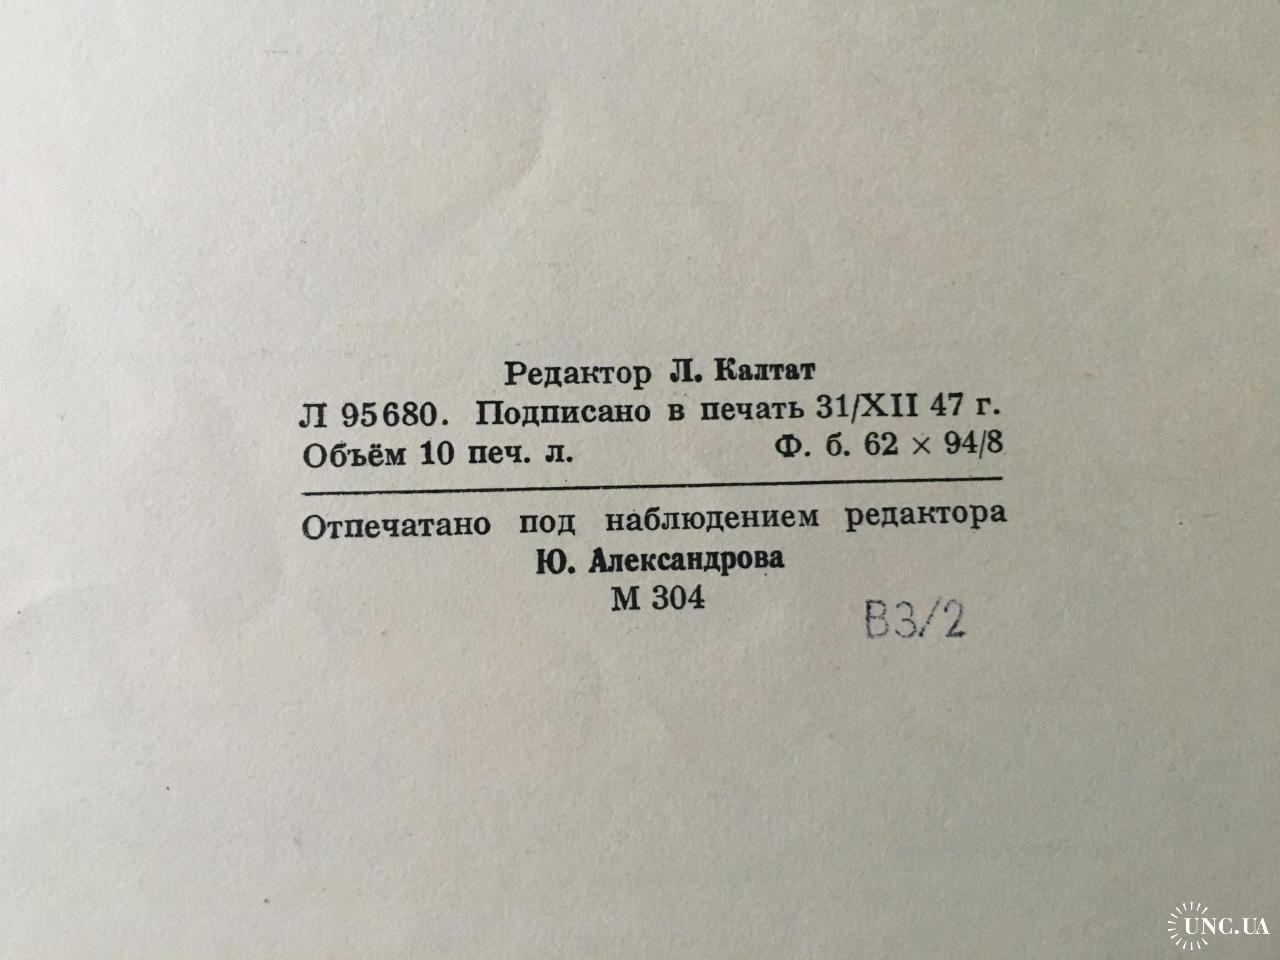 Редактор Л. Калтат
Л 95680. Подписано в печать 31/XII 47 г.
Объём 10 печ. л. Ф. б. 62 × 94/8
Отпечатано под наблюдением редактора
Ю. Александрова
М 304
В3/2
UNC.UA